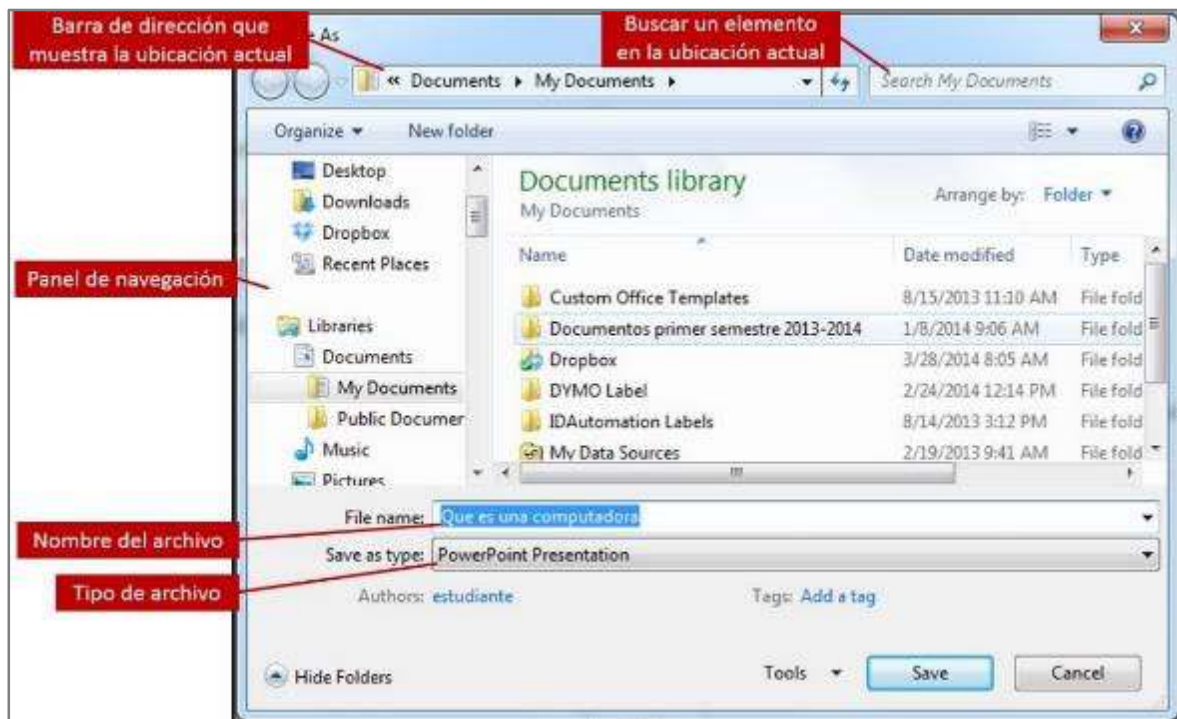 Barra de dirección que
muestra la ubicación actual
Buscar un elemento
en la ubicación actual
As
« Documents ▸ My Documents ▸
Search My Documents
Organize
New folder
Desktop
Downloads
Dropbox
Recent Places
Panel de navegación
Libraries
Documents
My Documents
Public Documer
Music
Pictures
Documents library
My Documents
Arrange by: Folder
Name Date modified Type
Custom Office Templates 8/15/2013 11:10 AM File fold
Documentos primer semestre 2013-2014 1/8/2014 9:06 AM File fold
Dropbox 3/28/2014 8:05 AM File fold
DYMO Label 2/24/2014 12:14 PM File fold
IDAutomation Labels 8/14/2013 3:12 PM File fold
My Data Sources 2/19/2013 9:41 AM File fold
File name: Que es una computadora
Nombre del archivo
Save as type: PowerPoint Presentation
Tipo de archivo
Authors: estudiante Tags: Add a tag
Hide Folders Tools Save Cancel